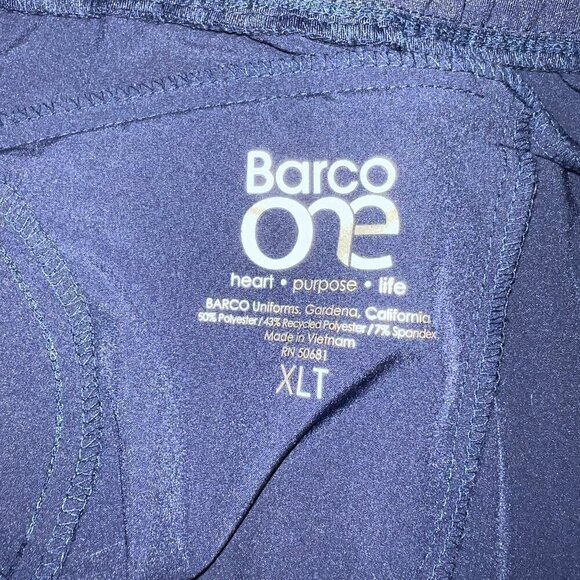 Barco
one
heart • purpose • life
BARCO Uniforms, Gardena, California
50% Polyester / 43% Recycled Polyester / 7% Spandex
Made in Vietnam
RN 50681
XLT